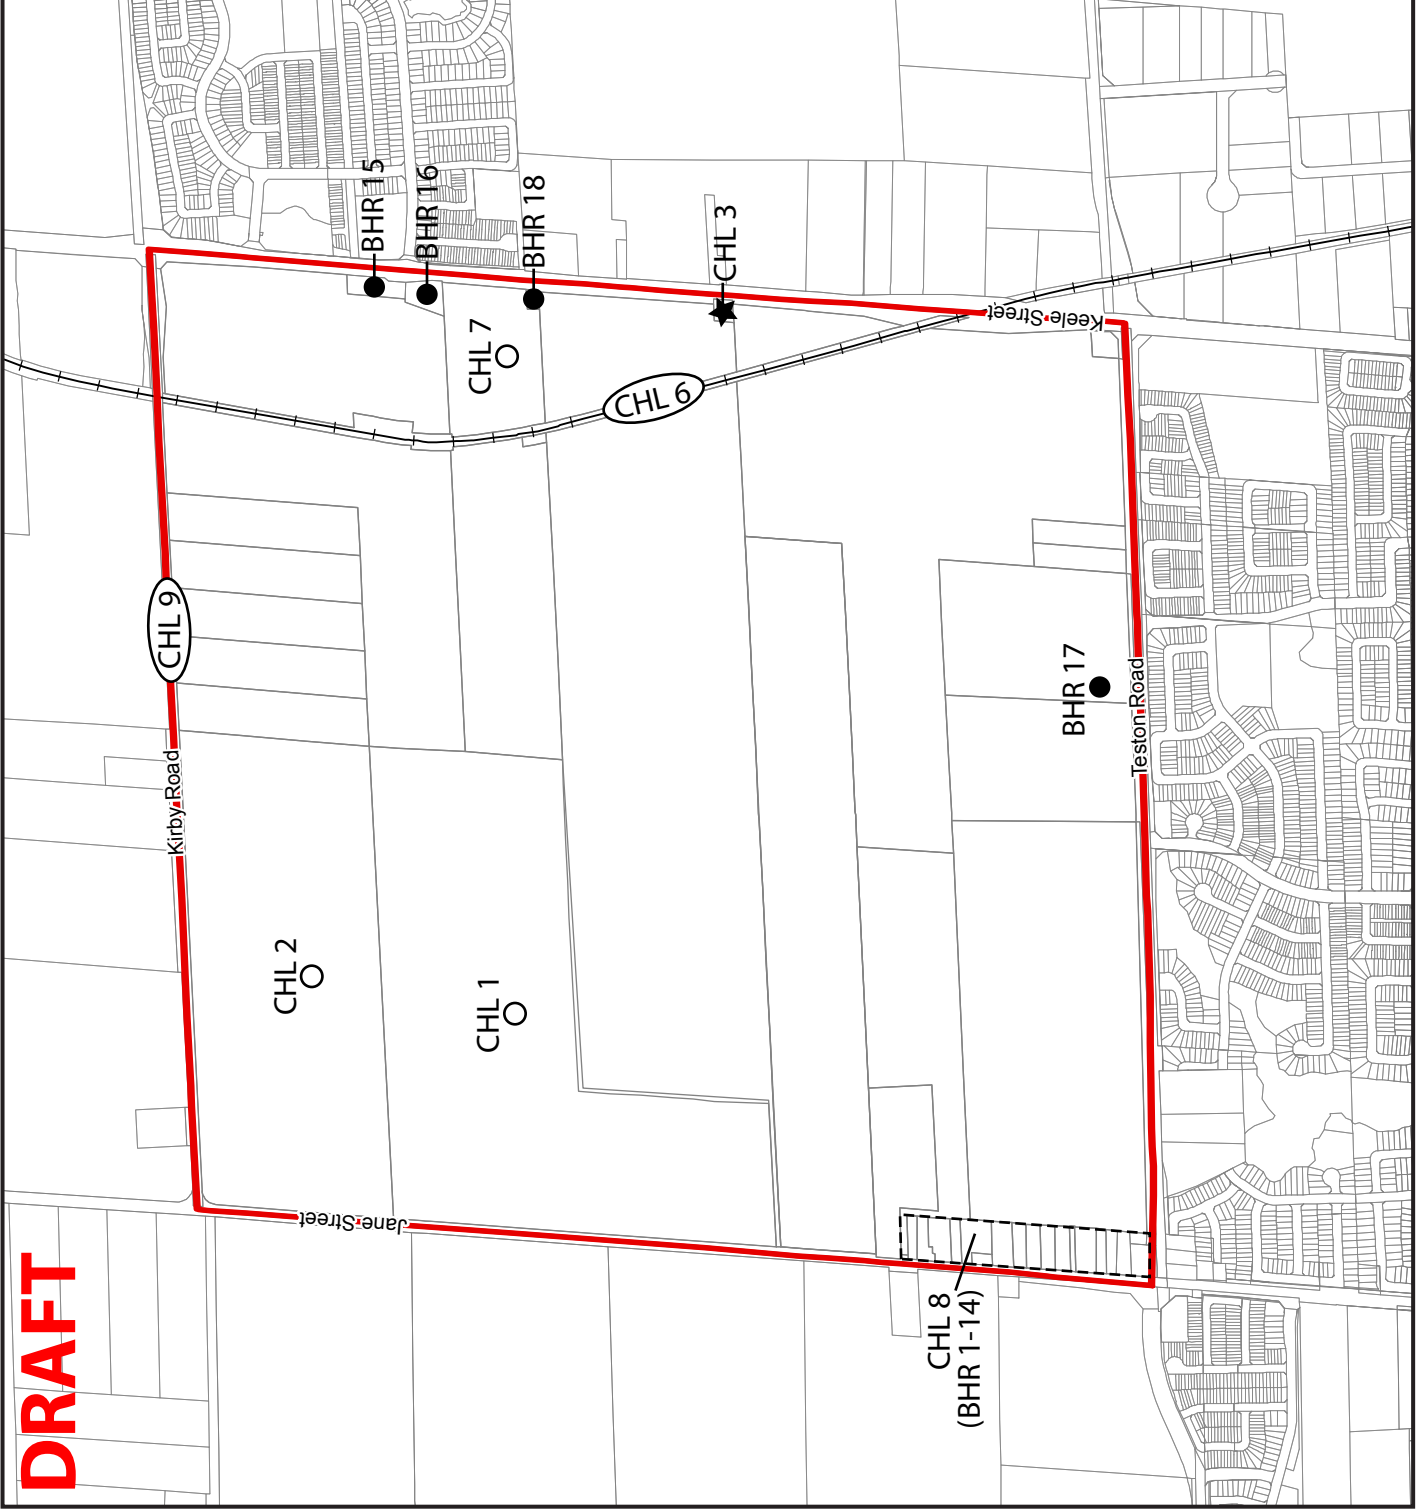 DRAFT
Kirby Road
CHL 9
CHL 2
Jane Street
BHR 15
BHR 16
CHL 7
CHL 1
BHR 18
CHL 6
CHL 3
CHL 8
(BHR 1-14)
Keele Street
BHR 17
Teston Road